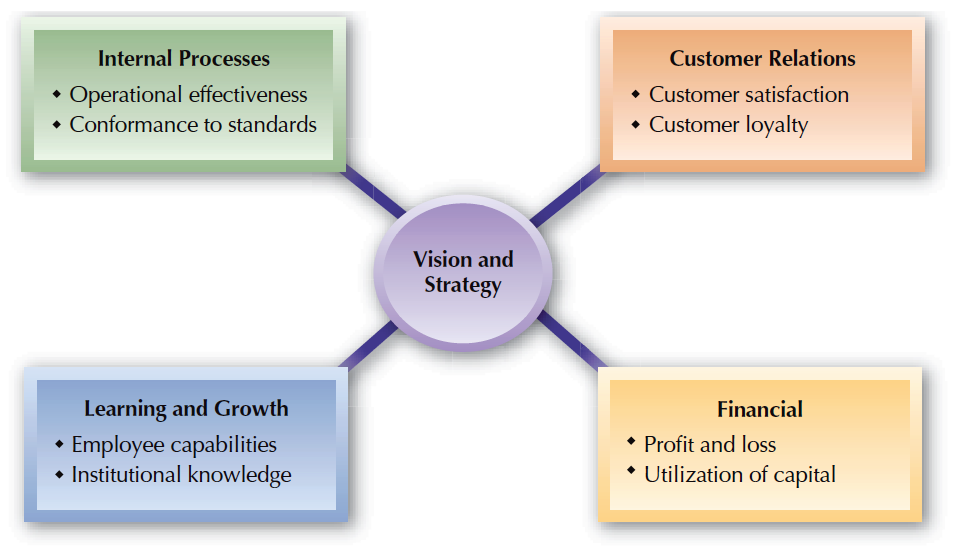 Internal Processes
◆ Operational effectiveness
◆ Conformance to standards
Customer Relations
◆ Customer satisfaction
◆ Customer loyalty
Vision and
Strategy
Learning and Growth
◆ Employee capabilities
◆ Institutional knowledge
Financial
◆ Profit and loss
◆ Utilization of capital